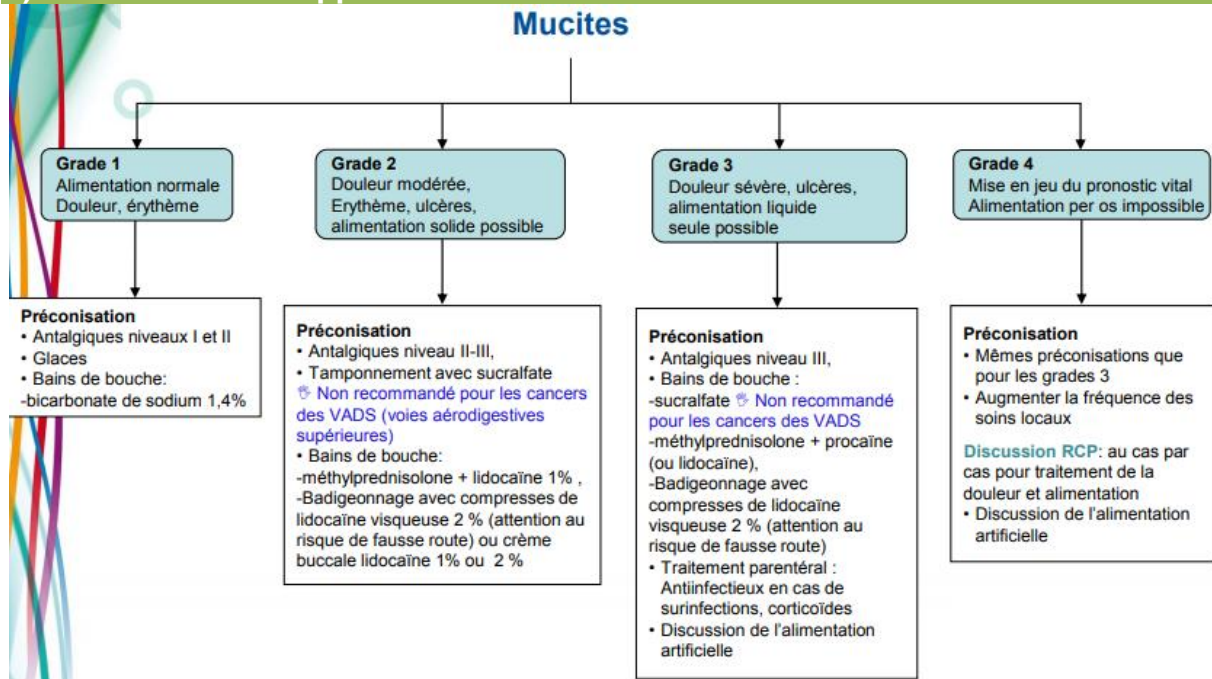 Mucites
Grade 1
Alimentation normale
Douleur, érythème
Grade 2
Douleur modérée,
Erythème, ulcères,
alimentation solide possible
Grade 3
Douleur sévère, ulcères,
alimentation liquide
seule possible
Grade 4
Mise en jeu du pronostic vital
Alimentation per os impossible
Préconisation
• Antalgiques niveaux I et II
• Glaces
• Bains de bouche:
-bicarbonate de sodium 1,4%
Préconisation
• Antalgiques niveau II-III,
• Tamponnement avec sucralfate
🖐 Non recommandé pour les cancers
des VADS (voies aérodigestives
supérieures)
• Bains de bouche:
-méthylprednisolone + lidocaïne 1% ,
-Badigeonnage avec compresses de
lidocaïne visqueuse 2 % (attention au
risque de fausse route) ou crème
buccale lidocaïne 1% ou 2 %
Préconisation
• Antalgiques niveau III,
• Bains de bouche :
-sucralfate 🖐 Non recommandé
pour les cancers des VADS
-méthylprednisolone + procaïne
(ou lidocaïne),
-Badigeonnage avec
compresses de lidocaïne
visqueuse 2 % (attention au
risque de fausse route)
• Traitement parentéral :
Antiinfectieux en cas de
surinfections, corticoïdes
• Discussion de l'alimentation
artificielle
Préconisation
• Mêmes préconisations que
pour les grades 3
• Augmenter la fréquence des
soins locaux
Discussion RCP: au cas par
cas pour traitement de la
douleur et alimentation
• Discussion de l'alimentation
artificielle